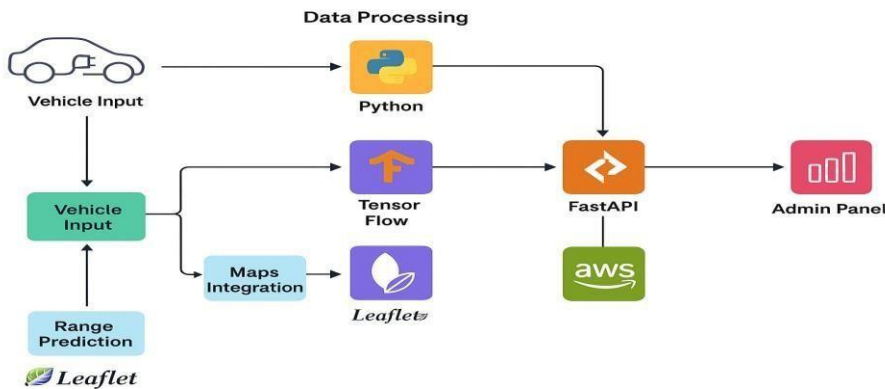 Data Processing
Vehicle Input
Python
Vehicle
Input
Tensor
Flow
FastAPI
Admin Panel
Maps
Integration
Leaflet
aws
Range
Prediction
Leaflet